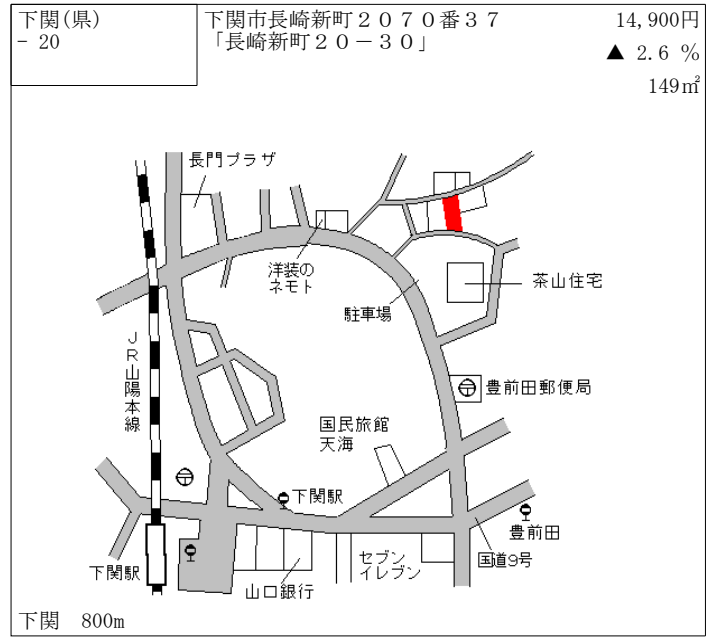 下関(県)
- 20
下関市長崎新町２０７０番３７
「長崎新町２０－３０」
14,900円
▲ 2.6 %
149㎡
長門プラザ
洋装の
ネモト
駐車場
茶山住宅
JR山陽本線
豊前田郵便局
国民旅館
天海
下関駅
豊前田
国道9号
セブン
イレブン
下関駅
山口銀行
下関 800m